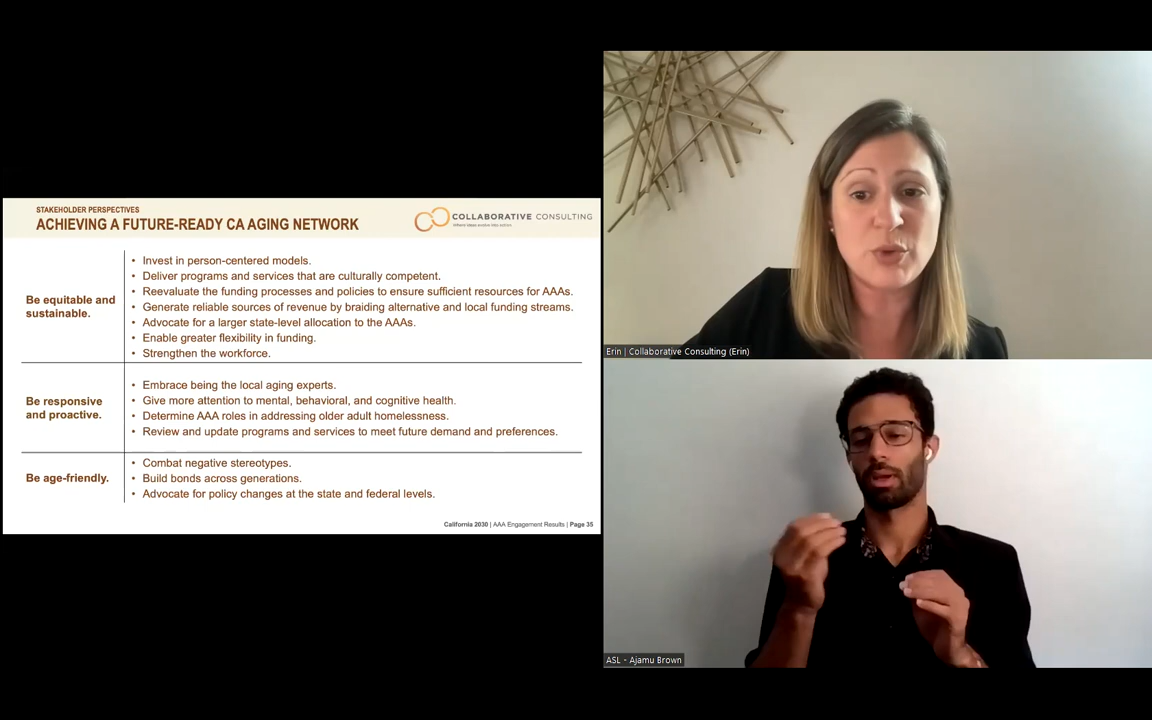 STAKEHOLDER PERSPECTIVES
ACHIEVING A FUTURE-READY CA AGING NETWORK
COLLABORATIVE CONSULTING
Where ideas evolve into action.
Be equitable and
sustainable.
• Invest in person-centered models.
• Deliver programs and services that are culturally competent.
• Reevaluate the funding processes and policies to ensure sufficient resources for AAAs.
• Generate reliable sources of revenue by braiding alternative and local funding streams.
• Advocate for a larger state-level allocation to the AAAs.
• Enable greater flexibility in funding.
• Strengthen the workforce.
Be responsive
and proactive.
• Embrace being the local aging experts.
• Give more attention to mental, behavioral, and cognitive health.
• Determine AAA roles in addressing older adult homelessness.
• Review and update programs and services to meet future demand and preferences.
Be age-friendly.
• Combat negative stereotypes.
• Build bonds across generations.
• Advocate for policy changes at the state and federal levels.
California 2030 | AAA Engagement Results | Page 35
Erin | Collaborative Consulting (Erin)
ASL - Ajamu Brown